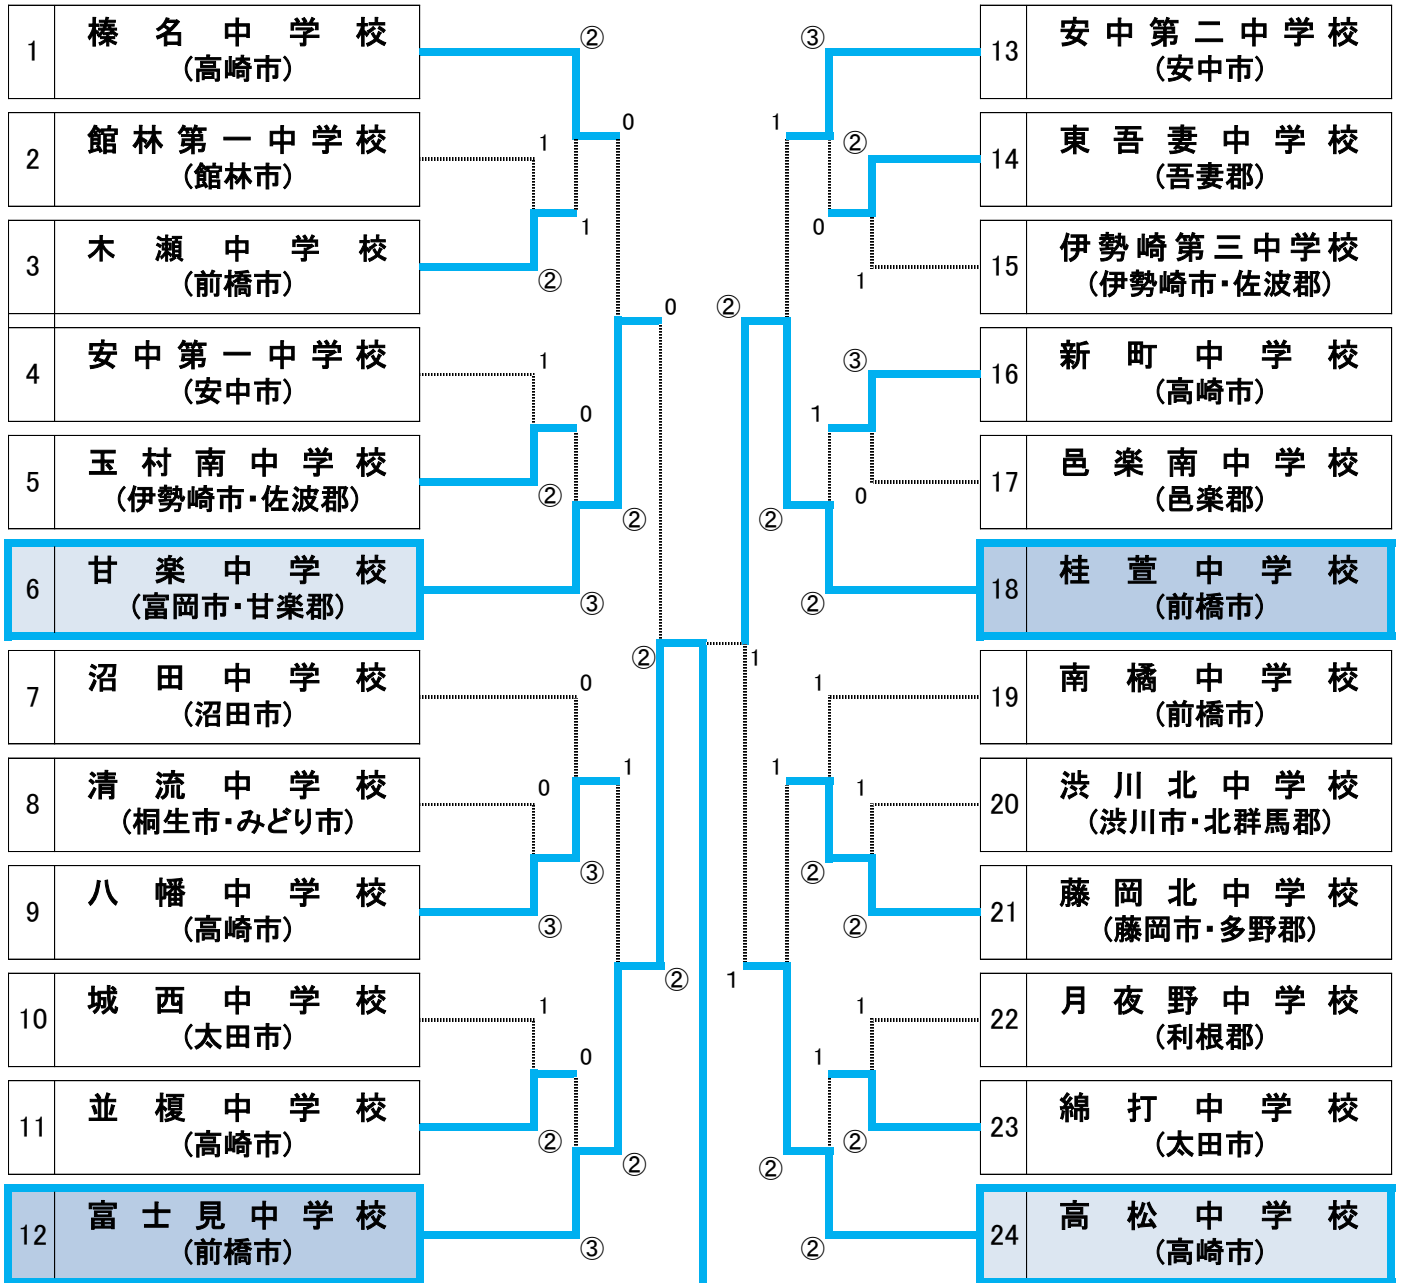 1 榛名中学校
(高崎市)
2 館林第一中学校
(館林市)
3 木瀬中学校
(前橋市)
4 安中第一中学校
(安中市)
5 玉村南中学校
(伊勢崎市・佐波郡)
6 甘楽中学校
(富岡市・甘楽郡)
7 沼田中学校
(沼田市)
8 清流中学校
(桐生市・みどり市)
9 八幡中学校
(高崎市)
10 城西中学校
(太田市)
11 並榎中学校
(高崎市)
12 富士見中学校
(前橋市)
②
1
1
②
0
1
0
②
②
③
0
0
1
0
③
③
②
②
1
0
②
②
③
③
1
②
0
1
②
③
1
0
②
②
1
1
1
1
②
②
1
1
1
②
②
②
13 安中第二中学校
(安中市)
14 東吾妻中学校
(吾妻郡)
15 伊勢崎第三中学校
(伊勢崎市・佐波郡)
16 新町中学校
(高崎市)
17 邑楽南中学校
(邑楽郡)
18 桂萱中学校
(前橋市)
19 南橘中学校
(前橋市)
20 渋川北中学校
(渋川市・北群馬郡)
21 藤岡北中学校
(藤岡市・多野郡)
22 月夜野中学校
(利根郡)
23 綿打中学校
(太田市)
24 高松中学校
(高崎市)